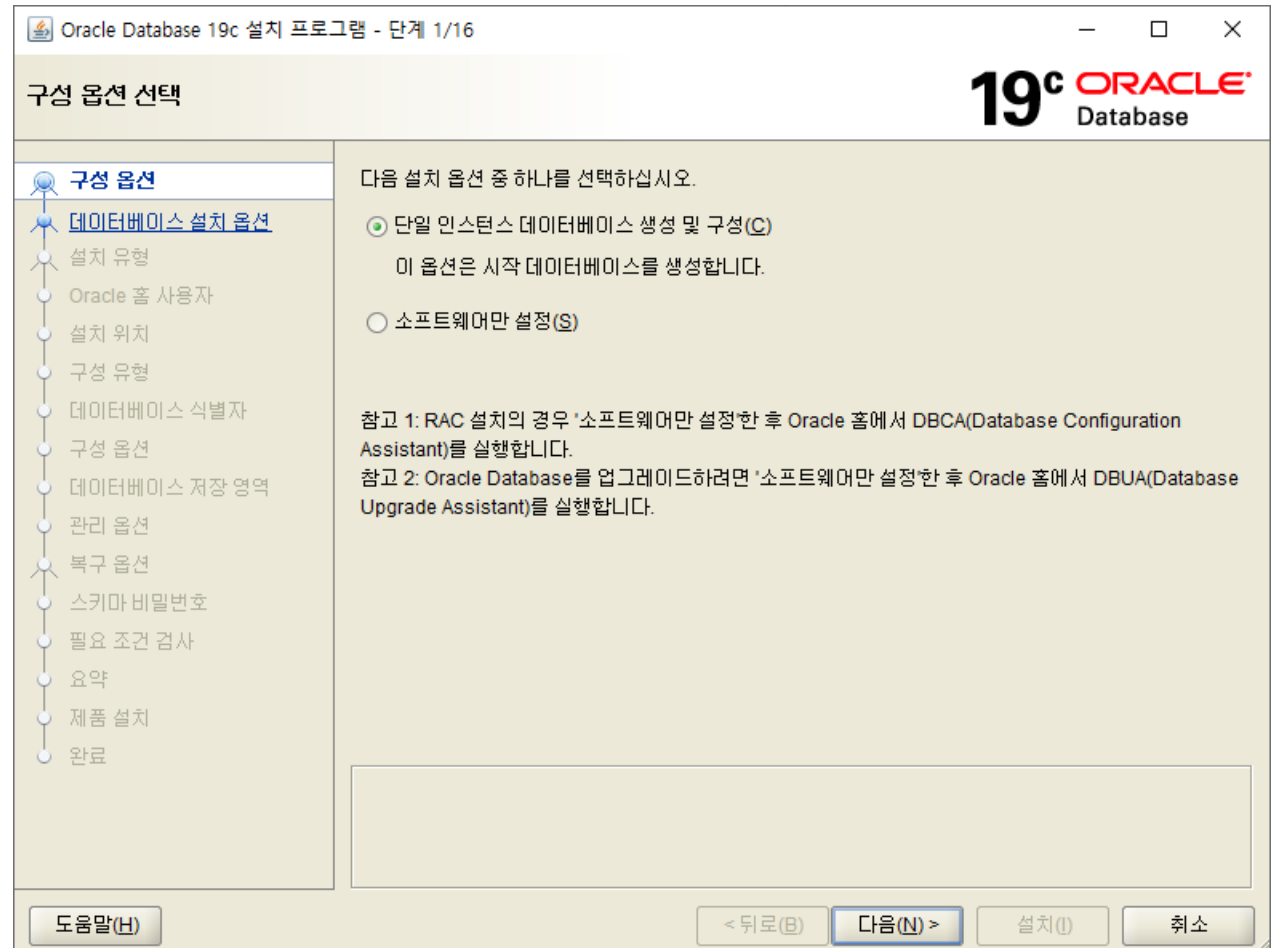 Oracle Database 19c 설치 프로그램 - 단계 1/16
구성 옵션 선택
19c ORACLE
Database
구성 옵션
데이터베이스 설치 옵션
설치 유형
Oracle 홈 사용자
설치 위치
구성 유형
데이터베이스 식별자
구성 옵션
데이터베이스 저장 영역
관리 옵션
복구 옵션
스키마 비밀번호
필요 조건 검사
요약
제품 설치
완료
다음 설치 옵션 중 하나를 선택하십시오.
단일 인스턴스 데이터베이스 생성 및 구성(C)
이 옵션은 시작 데이터베이스를 생성합니다.
소프트웨어만 설정(S)
참고 1: RAC 설치의 경우 '소프트웨어만 설정'한 후 Oracle 홈에서 DBCA(Database Configuration
Assistant)를 실행합니다.
참고 2: Oracle Database를 업그레이드하려면 '소프트웨어만 설정'한 후 Oracle 홈에서 DBUA(Database
Upgrade Assistant)를 실행합니다.
도움말(H)
< 뒤로(B)
다음(N) >
설치(I)
취소